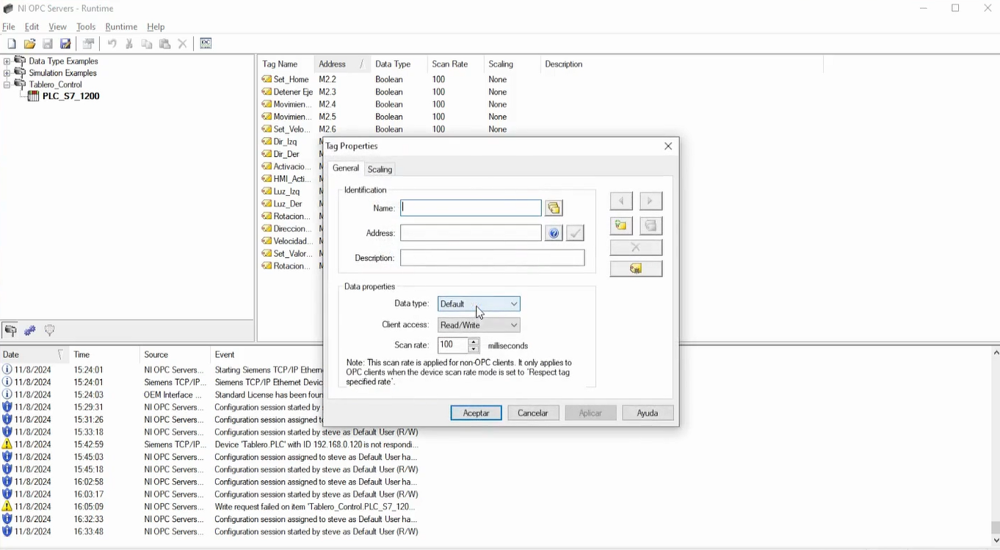 NI OPC Servers - Runtime
File Edit View Tools Runtime Help
Data Type Examples
Simulation Examples
Tablero_Control
PLC_S7_1200
Tag Name Address Data Type Scan Rate Scaling Description
Set_Home M2.2 Boolean 100 None
Detener Eje M2.3 Boolean 100 None
Movimien... M2.4 Boolean 100 None
Movimien... M2.5 Boolean 100 None
Set_Velo... M2.6 Boolean 100 None
Dir_Izq
Dir_Der
Activacio...
HMI_Acti...
Luz_Izq
Luz_Der
Rotacion...
Direccion...
Velocidad...
Set_Valor...
Rotacion...
Tag Properties
General Scaling
Identification
Name:
Address:
Description:
Data properties
Data type: Default
Client access: Read/Write
Scan rate: 100 milliseconds
Note: This scan rate is applied for non-OPC clients. It only applies to
OPC clients when the device scan rate mode is set to 'Respect tag
specified rate'.
Aceptar Cancelar Aplicar Ayuda
Date Time Source Event
11/8/2024 15:24:01 NI OPC Servers... Starting Siemens TCP/IP Ethern
11/8/2024 15:24:01 Siemens TCP/IP... Siemens TCP/IP Ethernet Devic
11/8/2024 15:24:03 OEM Interface ... Standard License has been foun
11/8/2024 15:29:31 NI OPC Servers... Configuration session started by
11/8/2024 15:31:26 NI OPC Servers... Configuration session assigned t
11/8/2024 15:33:18 NI OPC Servers... Configuration session started by steve as Default User (R/W)
11/8/2024 15:42:59 Siemens TCP/IP... Device 'Tablero.PLC' with ID 192.168.0.120 is not respondi...
11/8/2024 15:45:03 NI OPC Servers... Configuration session assigned to steve as Default User ha...
11/8/2024 15:45:18 NI OPC Servers... Configuration session started by steve as Default User (R/W)
11/8/2024 16:02:58 NI OPC Servers... Configuration session assigned to steve as Default User ha...
11/8/2024 16:03:17 NI OPC Servers... Configuration session started by steve as Default User (R/W)
11/8/2024 16:05:09 NI OPC Servers... Write request failed on item 'Tablero_Control.PLC_S7_120...
11/8/2024 16:32:33 NI OPC Servers... Configuration session assigned to steve as Default User ha...
11/8/2024 16:33:48 NI OPC Servers... Configuration session started by steve as Default User (R/W)